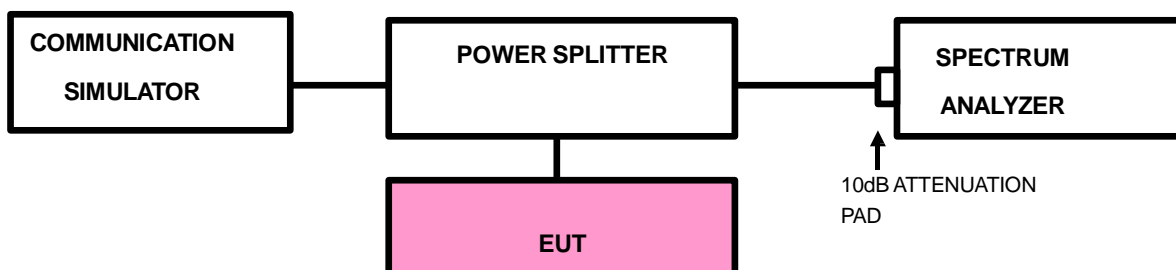 COMMUNICATION
SIMULATOR
POWER SPLITTER
SPECTRUM
ANALYZER
10dB ATTENUATION
PAD
EUT